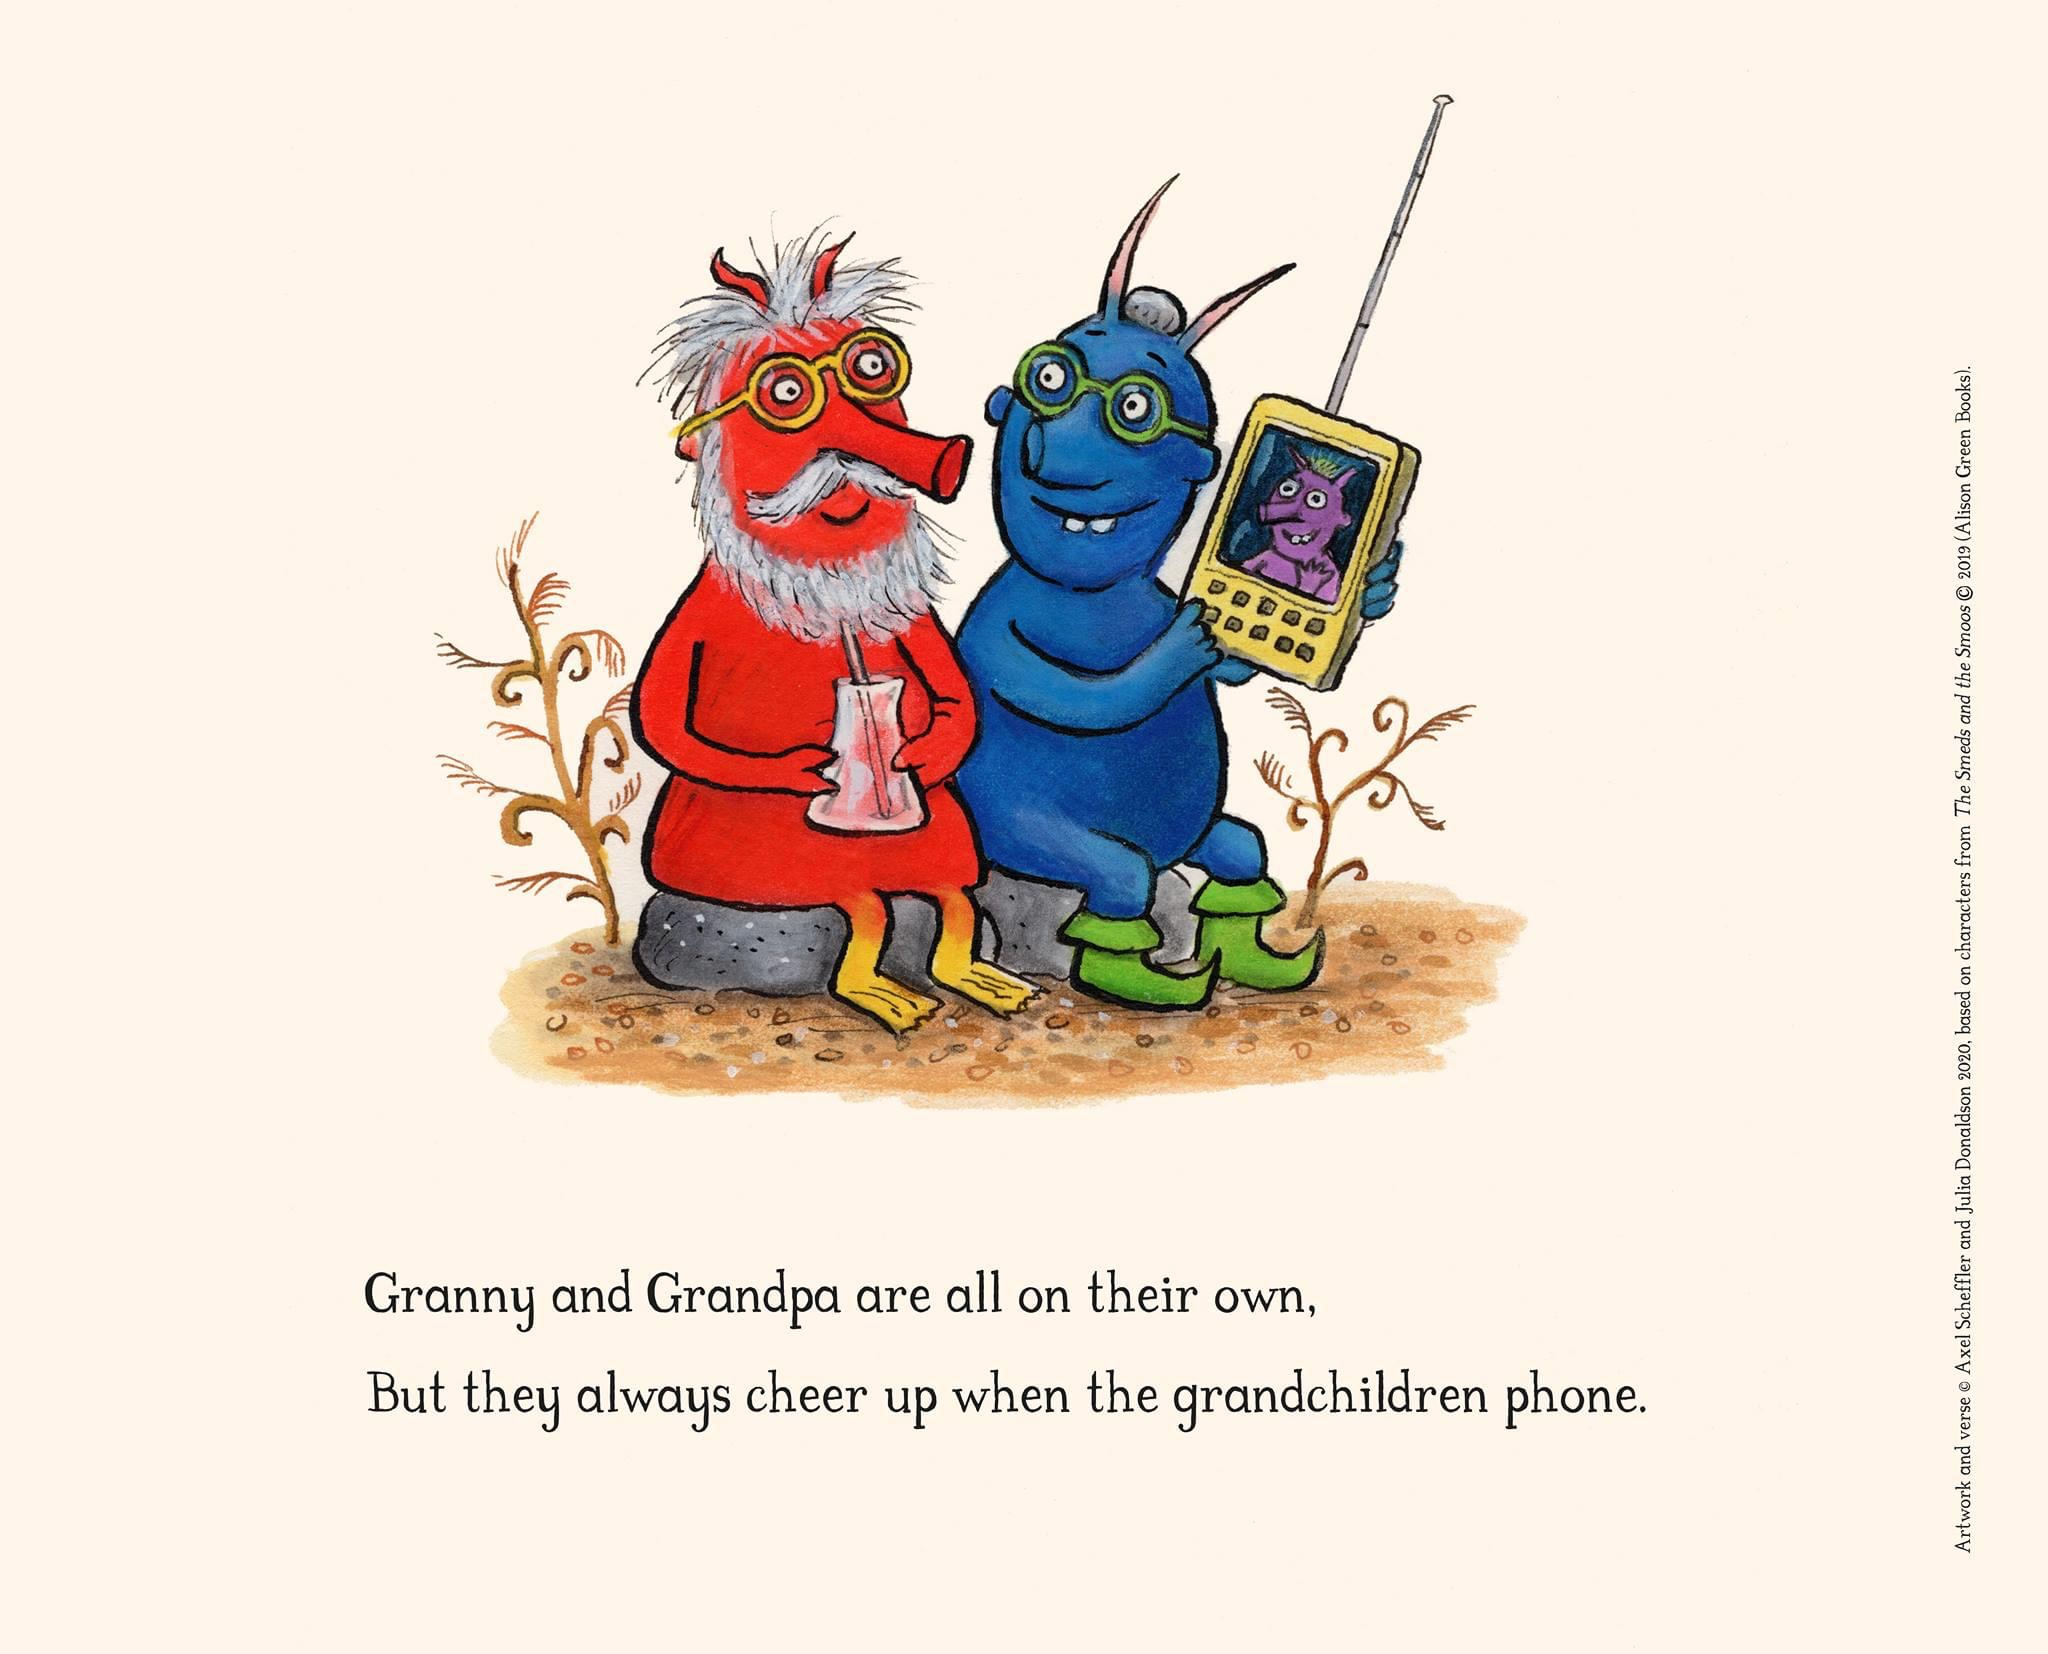 Granny and Grandpa are all on their own,
But they always cheer up when the grandchildren phone.
Artwork and verse © Axel Scheffler and Julia Donaldson 2020, based on characters from The Smeds and the Smoos © 2019 (Alison Green Books).